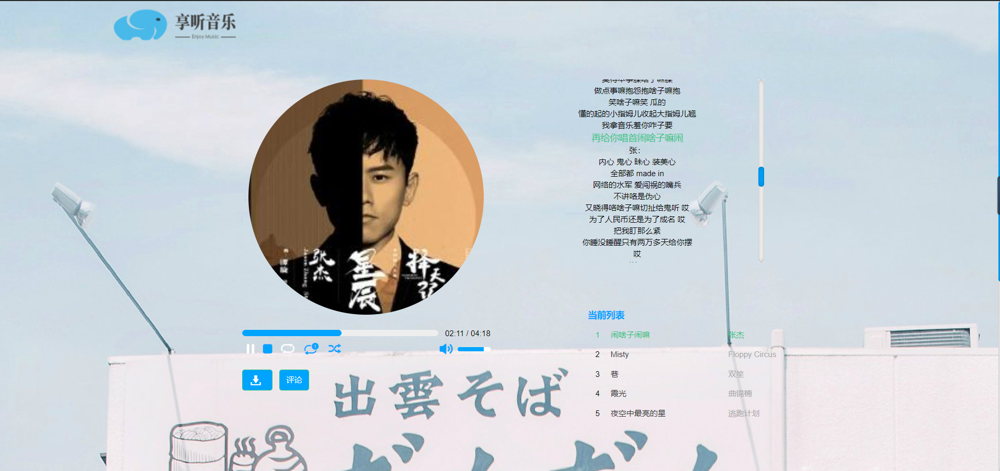 享听音乐
Enjoy Music
做点事嘛抱怨抱啥子嘛抱
笑啥子嘛笑 瓜的
懂的起的小指姆儿收起大指姆儿翘
我拿音乐羞你咋子要
再给你唱首闹啥子嘛闹
张：
内心 鬼心 昧心 装美心
全部都 made in
网络的水军 爱闯祸的嘴兵
不讲咯是伪心
又晓得咯啥子嘛切扯给鬼听 哎
为了人民币还是为了成名 哎
把我盯那么紧
你睡没睡醒只有两万多天给你摆
哎
张杰
星辰
择天
02:11 / 04:18
1
评论
当前列表
1 闹啥子闹嘛 张杰
2 Misty Floppy Circus
3 巷 双笙
4 霞光 曲锦楠
5 夜空中最亮的星 逃跑计划
出雲そば